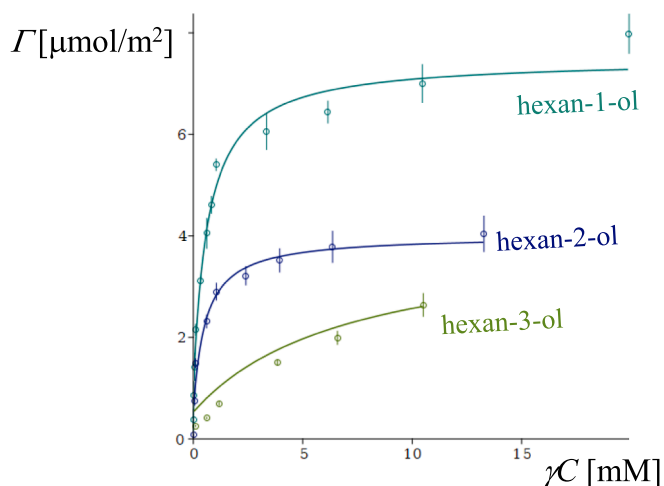 Γ [μmol/m²]
hexan-1-ol
6
4
hexan-2-ol
hexan-3-ol
2
0
0 5 10 15
γC [mM]